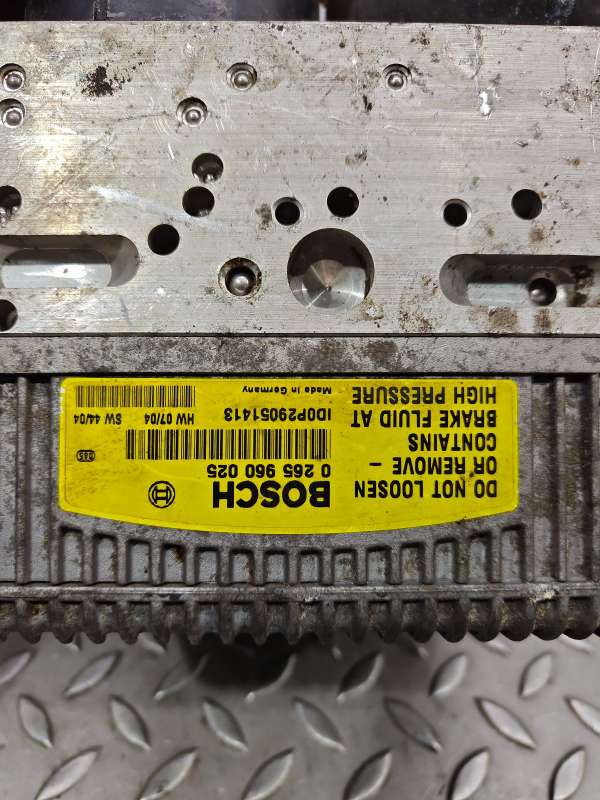 DO NOT LOOSEN
OR REMOVE -
CONTAINS
BRAKE FLUID AT
HIGH PRESSURE
BOSCH
0 265 960 025
ID0P29051413
Made in Germany
HW 07/04
SW 44/04